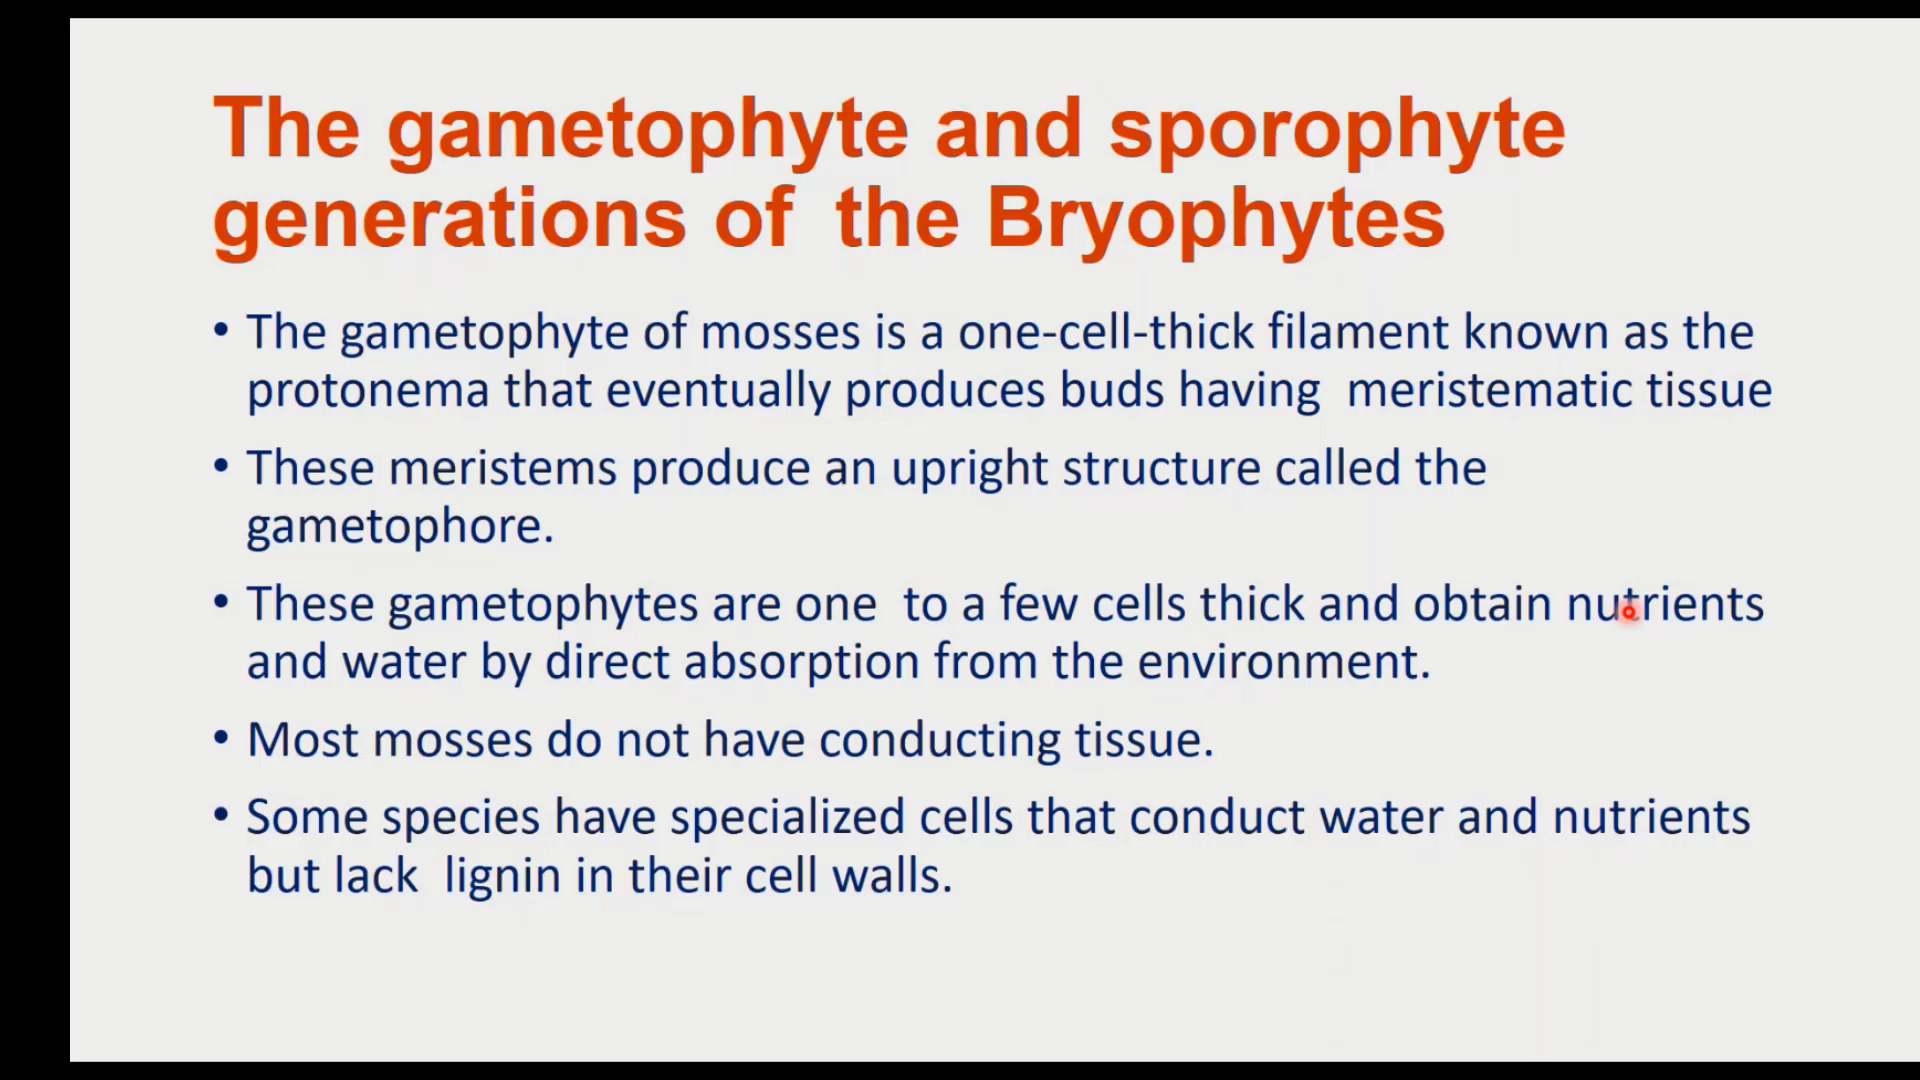 The gametophyte and sporophyte
generations of the Bryophytes
• The gametophyte of mosses is a one-cell-thick filament known as the
protonema that eventually produces buds having meristematic tissue
• These meristems produce an upright structure called the
gametophore.
• These gametophytes are one to a few cells thick and obtain nutrients
and water by direct absorption from the environment.
• Most mosses do not have conducting tissue.
• Some species have specialized cells that conduct water and nutrients
but lack lignin in their cell walls.